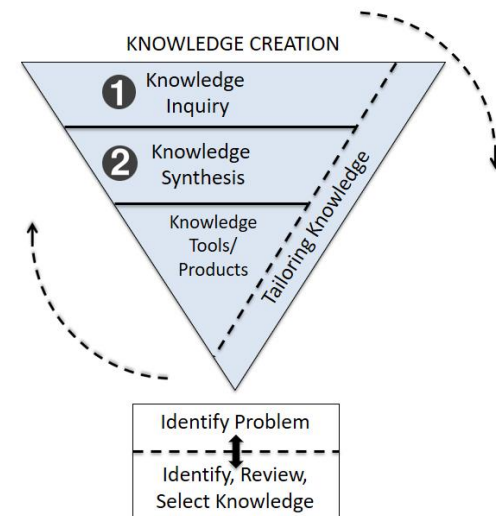 KNOWLEDGE CREATION
1 Knowledge
Inquiry
2 Knowledge
Synthesis
Knowledge
Tools/
Products
Tailoring Knowledge
Identify Problem
Identify, Review,
Select Knowledge